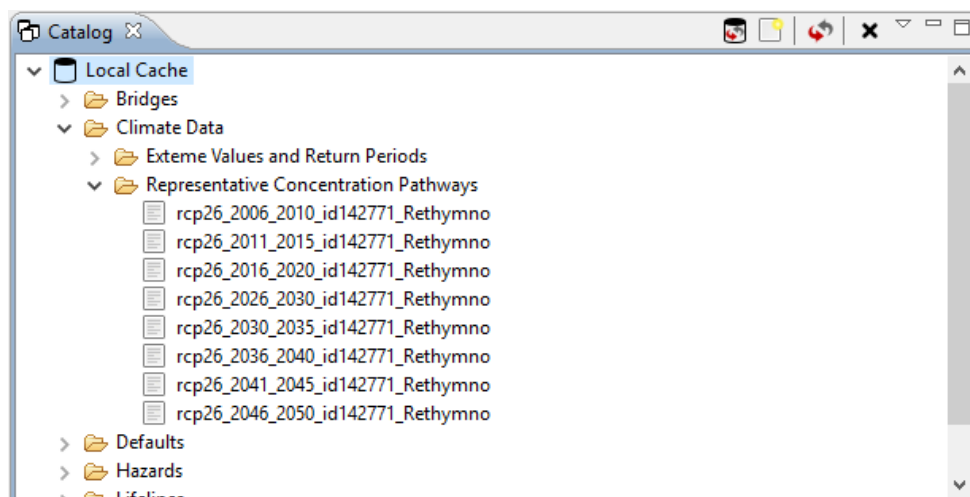 Catalog
Local Cache
Bridges
Climate Data
Exteme Values and Return Periods
Representative Concentration Pathways
rcp26_2006_2010_id142771_Rethymno
rcp26_2011_2015_id142771_Rethymno
rcp26_2016_2020_id142771_Rethymno
rcp26_2026_2030_id142771_Rethymno
rcp26_2030_2035_id142771_Rethymno
rcp26_2036_2040_id142771_Rethymno
rcp26_2041_2045_id142771_Rethymno
rcp26_2046_2050_id142771_Rethymno
Defaults
Hazards
Lifelines